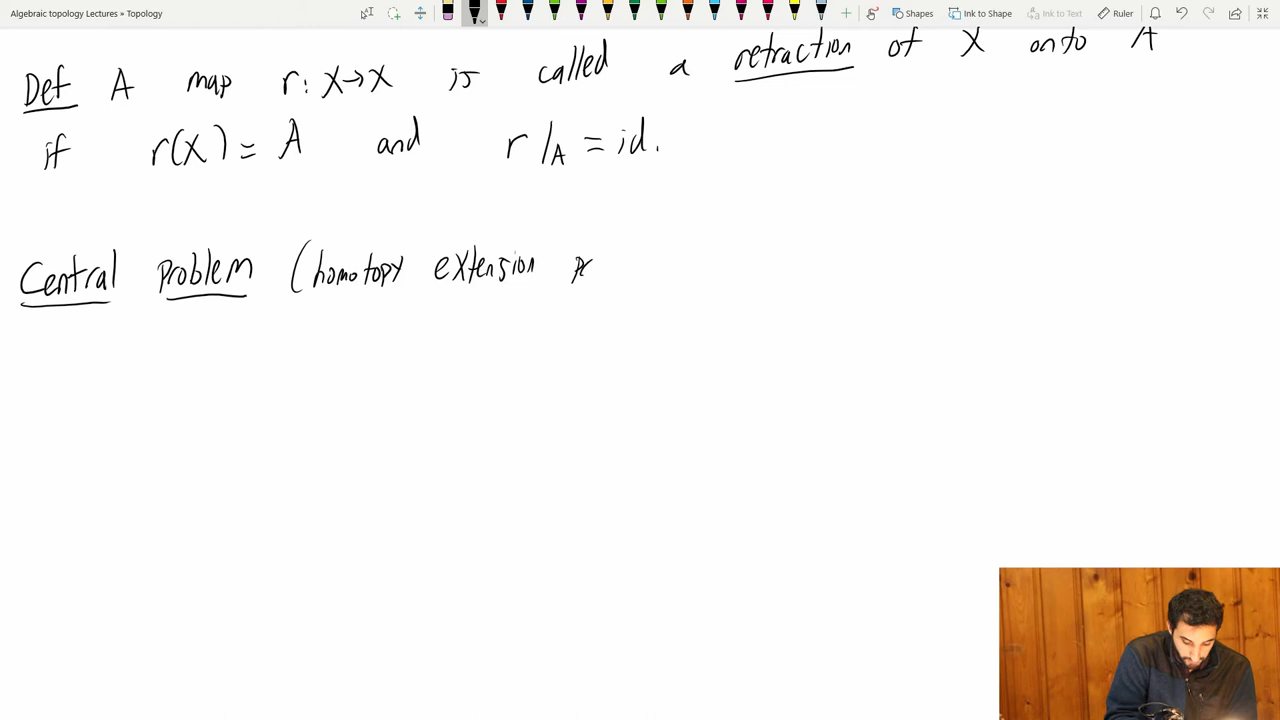 Algebraic topology Lectures » Topology
Shapes Ink to Shape Ink to Text Ruler
Def A map r: X→X is called a retraction of X onto A
if r(X) = A and r|A = id.
Central problem (homotopy extension